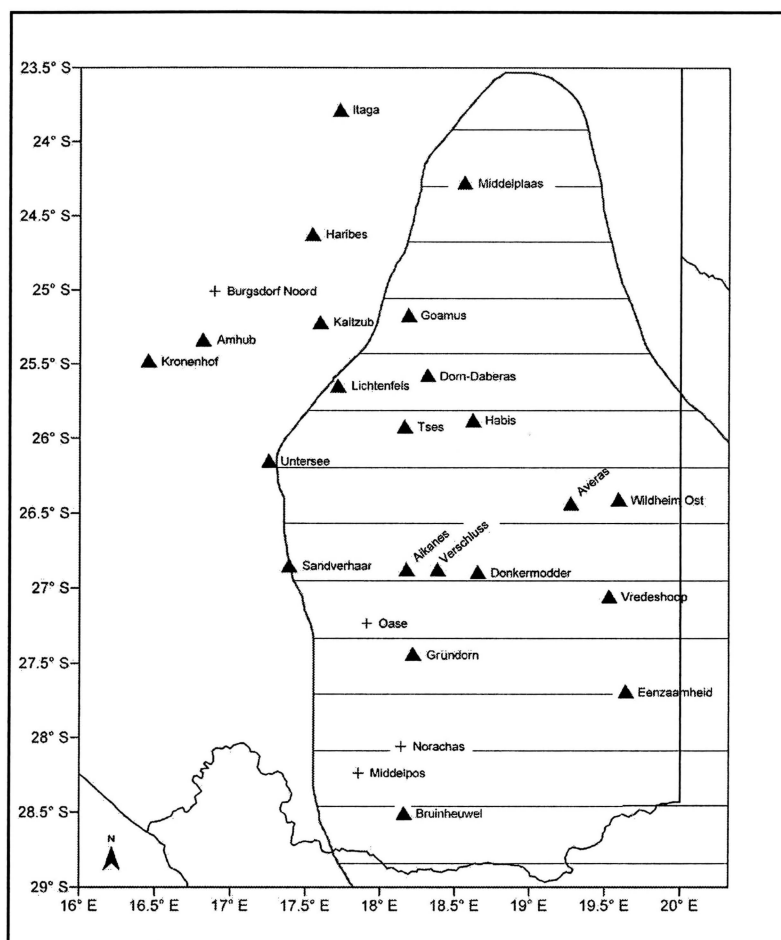 23.5° S
Itaga
24° S
Middelplaas
24.5° S
Haribes
25° S
Burgsdorf Noord
Goamus
Kaitzub
Amhub
25.5° S
Kronenhof
Dorn-Daberas
Lichtenfels
Habis
Tses
26° S
Untersee
Averas
Wildheim Ost
26.5° S
Aikanes
Verschluss
Sandverhaar
Donkermodder
27° S
Vredeshoop
Oase
27.5° S
Gründorn
Eenzaamheid
28° S
Norachas
Middelpos
28.5° S
Bruinheuwel
N
29° S
16° E 16.5° E 17° E 17.5° E 18° E 18.5° E 19° E 19.5° E 20° E